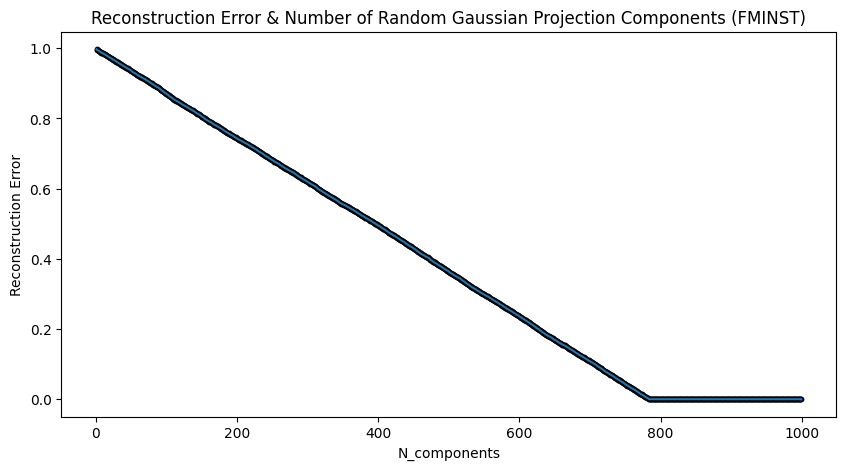 Reconstruction Error & Number of Random Gaussian Projection Components (FMINST)
1.0
0.8
0.6
0.4
0.2
0.0
Reconstruction Error
0 200 400 600 800 1000
N_components